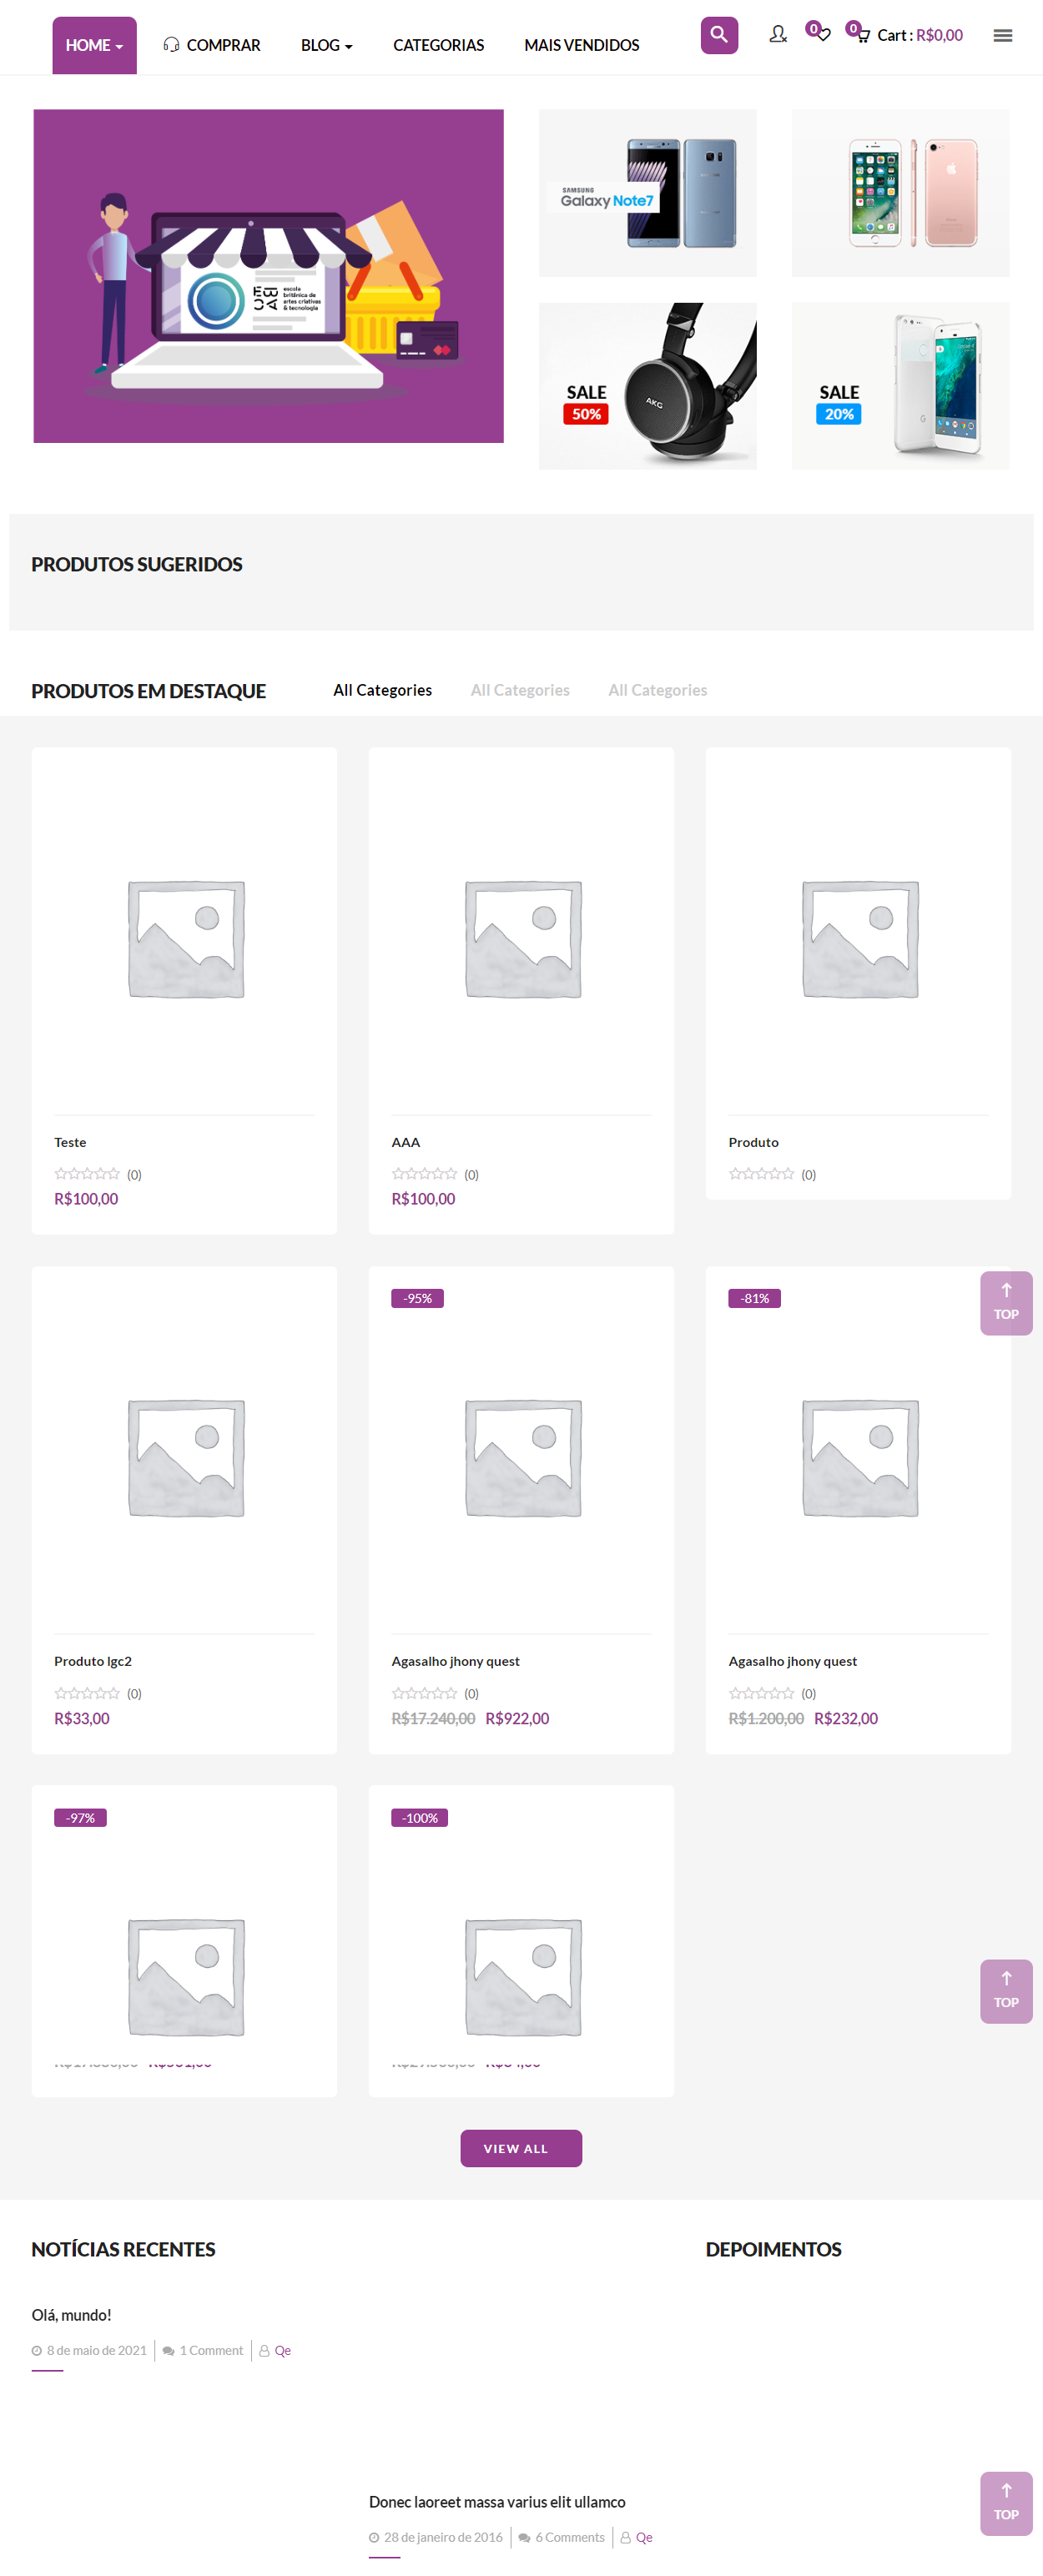 HOME
COMPRAR
BLOG
CATEGORIAS
MAIS VENDIDOS
0
0
Cart : R$0,00
SAMSUNG
Galaxy Note7
EBAC
escola
britânica de
artes criativas
& tecnologia
SALE
50%
AKG
SALE
20%
PRODUTOS SUGERIDOS
PRODUTOS EM DESTAQUE
All Categories
All Categories
All Categories
Teste
(0)
R$100,00
AAA
(0)
R$100,00
Produto
(0)
TOP
Produto lgc2
(0)
R$33,00
-95%
Agasalho jhony quest
(0)
R$17.240,00 R$922,00
-81%
Agasalho jhony quest
(0)
R$1.200,00 R$232,00
-97%
-100%
TOP
VIEW ALL
NOTÍCIAS RECENTES
DEPOIMENTOS
Olá, mundo!
8 de maio de 2021
1 Comment
Qe
Donec laoreet massa varius elit ullamco
28 de janeiro de 2016
6 Comments
Qe
TOP